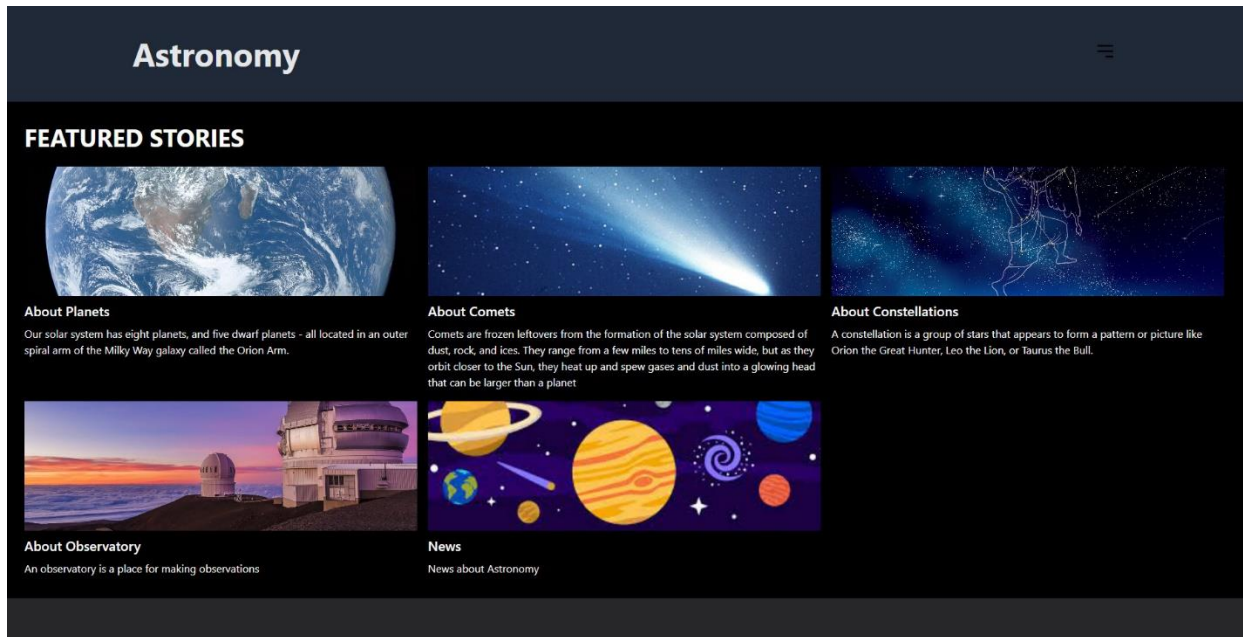 Astronomy
FEATURED STORIES
About Planets
Our solar system has eight planets, and five dwarf planets - all located in an outer
spiral arm of the Milky Way galaxy called the Orion Arm.
About Comets
Comets are frozen leftovers from the formation of the solar system composed of
dust, rock, and ices. They range from a few miles to tens of miles wide, but as they
orbit closer to the Sun, they heat up and spew gases and dust into a glowing head
that can be larger than a planet
About Constellations
A constellation is a group of stars that appears to form a pattern or picture like
Orion the Great Hunter, Leo the Lion, or Taurus the Bull.
About Observatory
An observatory is a place for making observations
News
News about Astronomy